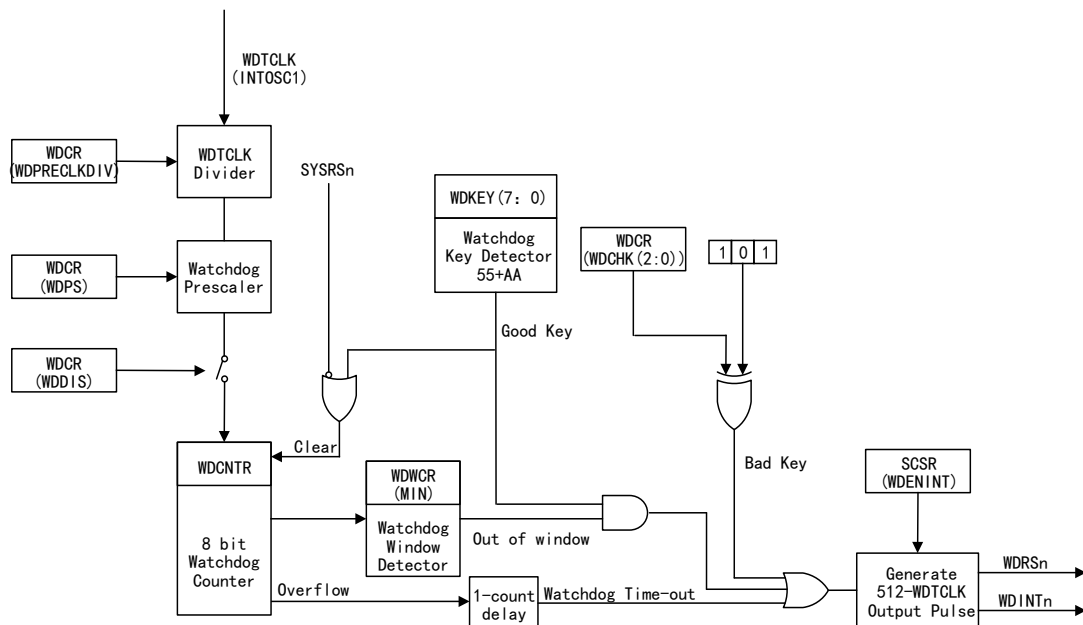 WDTCLK
(INTOSC1)
WDCR
(WDPRECLKDIV)
WDTCLK
Divider
SYSRSn
WDKEY(7: 0)
Watchdog
Key Detector
55+AA
WDCR
(WDCHK(2:0))
1 0 1
WDCR
(WDPS)
Watchdog
Prescaler
Good Key
WDCR
(WDDIS)
Clear
WDCNTR
8 bit
Watchdog
Counter
WDWCR
(MIN)
Watchdog
Window
Detector
Out of window
Bad Key
SCSR
(WDENINT)
Overflow
1-count
delay
Watchdog Time-out
Generate
512-WDTCLK
Output Pulse
WDRSn
WDINTn